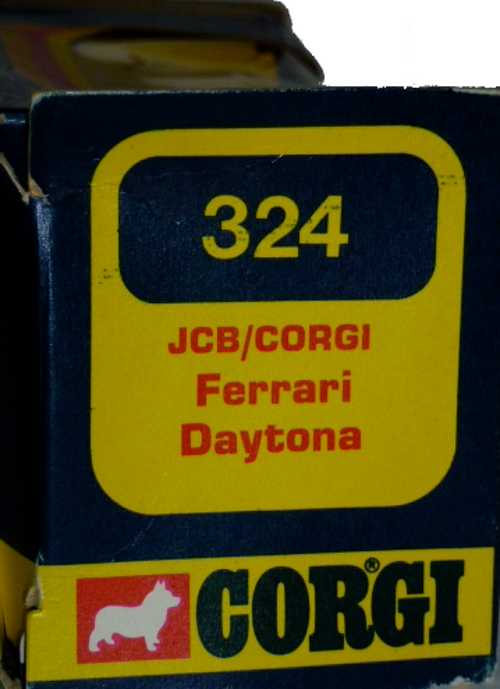 324
JCB/CORGI
Ferrari
Daytona
CORGI®